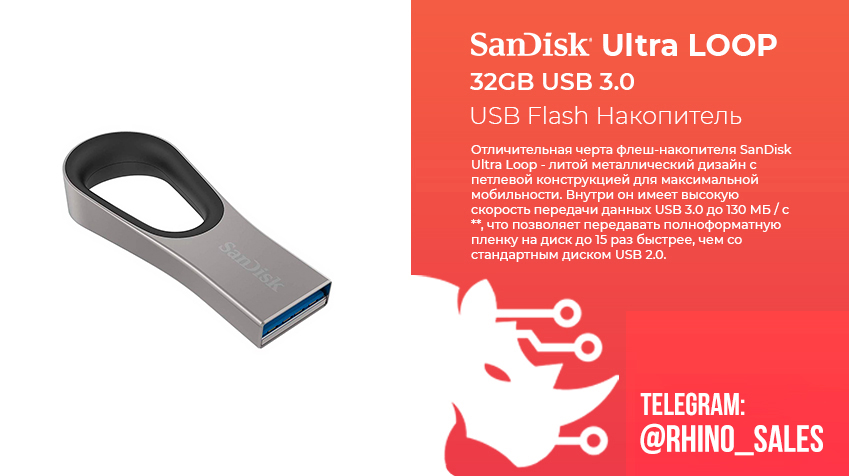 SanDisk Ultra LOOP
32GB USB 3.0
USB Flash Накопитель
Отличительная черта флеш-накопителя SanDisk
Ultra Loop - литой металлический дизайн с
петлевой конструкцией для максимальной
мобильности. Внутри он имеет высокую
скорость передачи данных USB 3.0 до 130 МБ / с
**, что позволяет передавать полноформатную
пленку на диск до 15 раз быстрее, чем со
стандартным диском USB 2.0.
SanDisk
TELEGRAM:
@RHINO_SALES